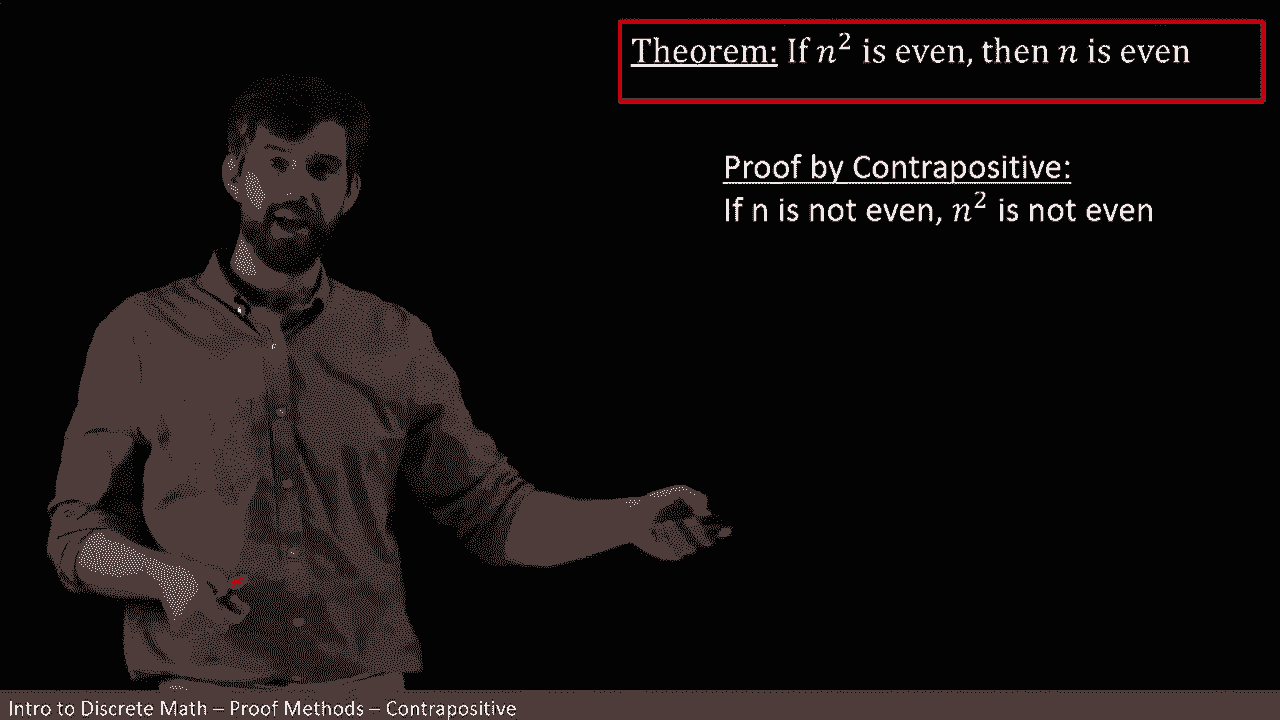 Theorem: If n² is even, then n is even
Proof by Contrapositive:
If n is not even, n² is not even
Intro to Discrete Math – Proof Methods – Contrapositive